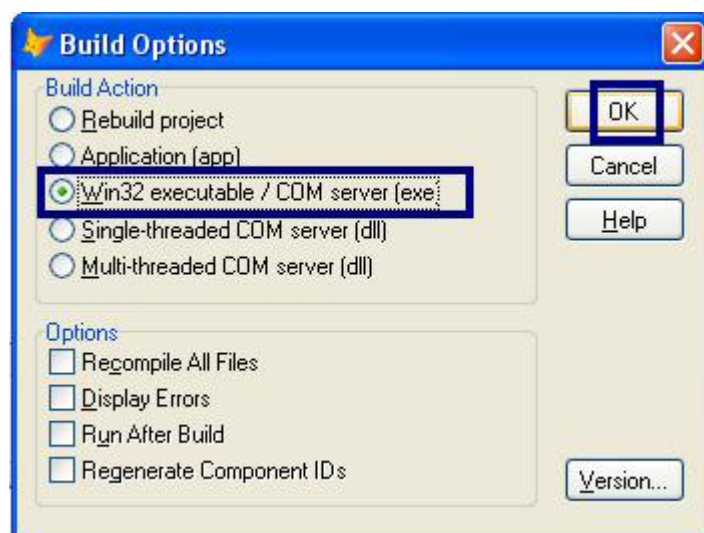 Build Options
Build Action
Rebuild project
OK
Application (app)
Cancel
Win32 executable / COM server (exe)
Single-threaded COM server (dll)
Help
Multi-threaded COM server (dll)
Options
Recompile All Files
Display Errors
Run After Build
Regenerate Component IDs
Version...